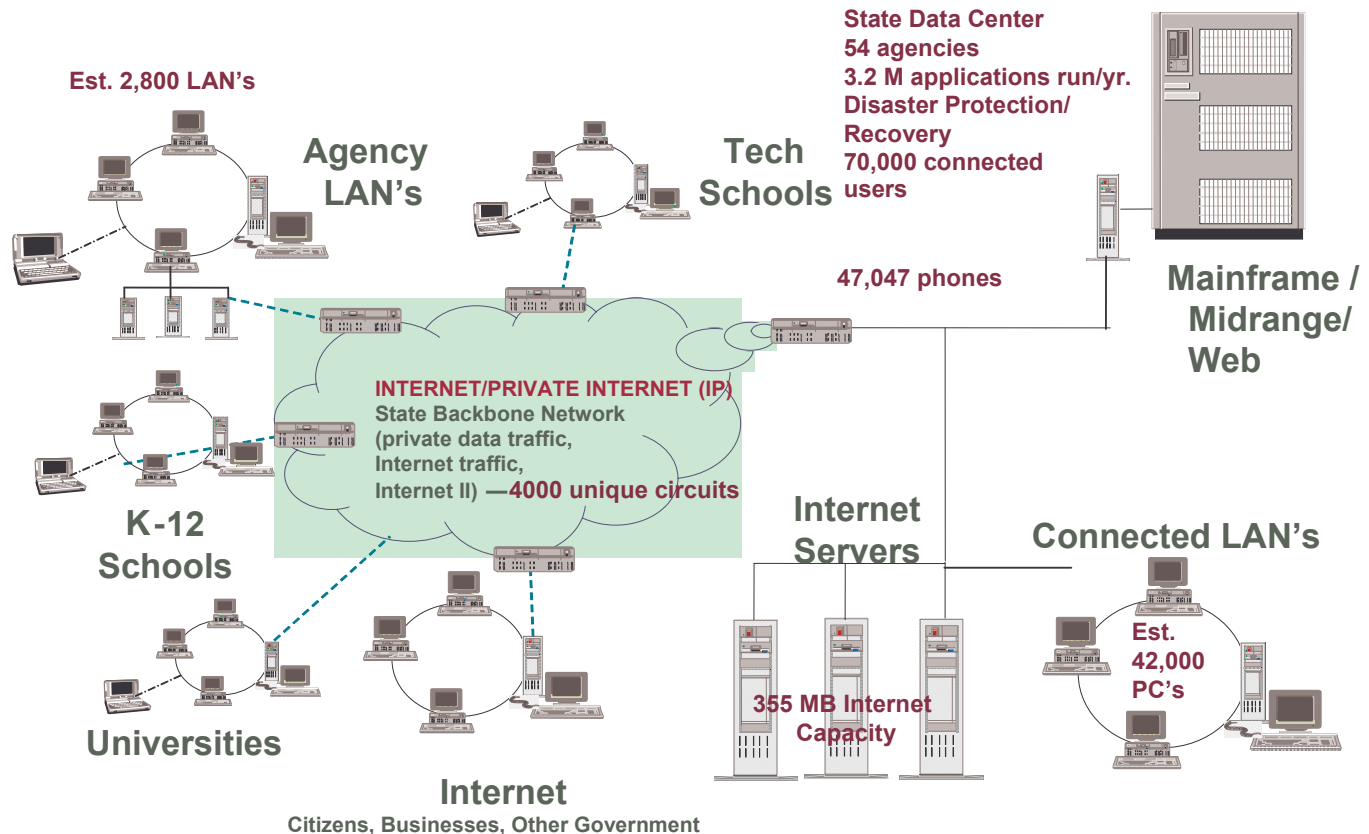 State Data Center
54 agencies
3.2 M applications run/yr.
Disaster Protection/
Recovery
70,000 connected
users
Est. 2,800 LAN's
Agency
LAN's
Tech
Schools
47,047 phones
Mainframe /
Midrange/
Web
INTERNET/PRIVATE INTERNET (IP)
State Backbone Network
(private data traffic,
Internet traffic,
Internet II) —4000 unique circuits
K-12
Schools
Internet
Servers
Connected LAN's
Est.
42,000
PC's
355 MB Internet
Capacity
Universities
Internet
Citizens, Businesses, Other Government